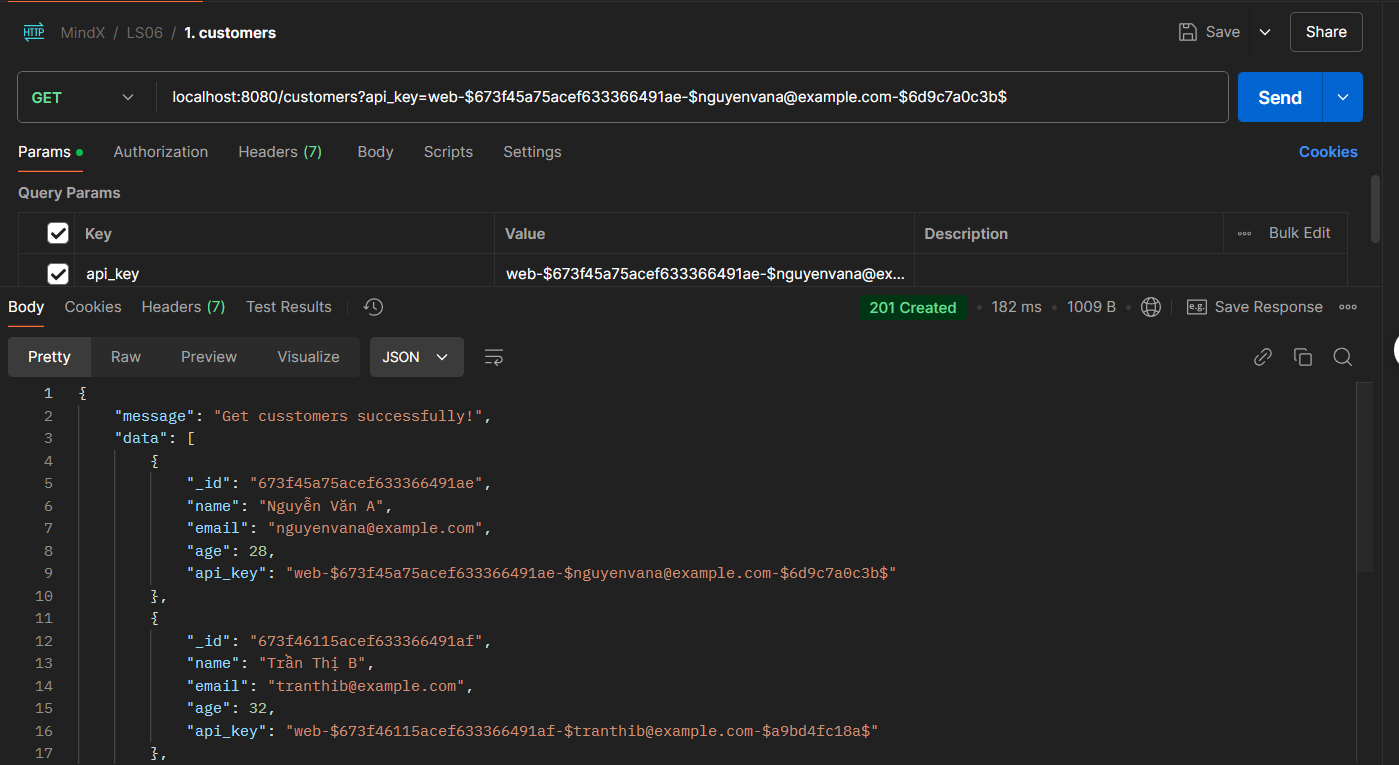 HTTP MindX / LS06 / 1. customers Save Share
GET localhost:8080/customers?api_key=web-$673f45a75acef633366491ae-$nguyenvana@example.com-$6d9c7a0c3b$ Send
Params Authorization Headers (7) Body Scripts Settings Cookies
Query Params
Key Value Description Bulk Edit
api_key web-$673f45a75acef633366491ae-$nguyenvana@ex...
Body Cookies Headers (7) Test Results 201 Created 182 ms 1009 B e.g. Save Response
Pretty Raw Preview Visualize JSON
1 {
2 "message": "Get cusstomers successfully!",
3 "data": [
4 {
5 "_id": "673f45a75acef633366491ae",
6 "name": "Nguyễn Văn A",
7 "email": "nguyenvana@example.com",
8 "age": 28,
9 "api_key": "web-$673f45a75acef633366491ae-$nguyenvana@example.com-$6d9c7a0c3b$"
10 },
11 {
12 "_id": "673f46115acef633366491af",
13 "name": "Trần Thị B",
14 "email": "tranthib@example.com",
15 "age": 32,
16 "api_key": "web-$673f46115acef633366491af-$tranthib@example.com-$a9bd4fc18a$"
17 },